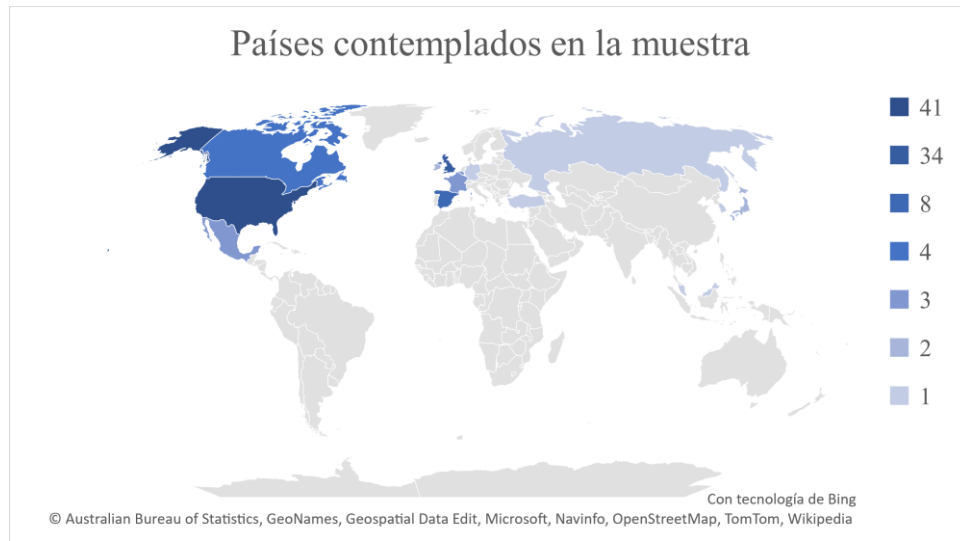 Países contemplados en la muestra
41
34
8
4
3
2
1
Con tecnología de Bing
© Australian Bureau of Statistics, GeoNames, Geospatial Data Edit, Microsoft, Navinfo, OpenStreetMap, TomTom, Wikipedia